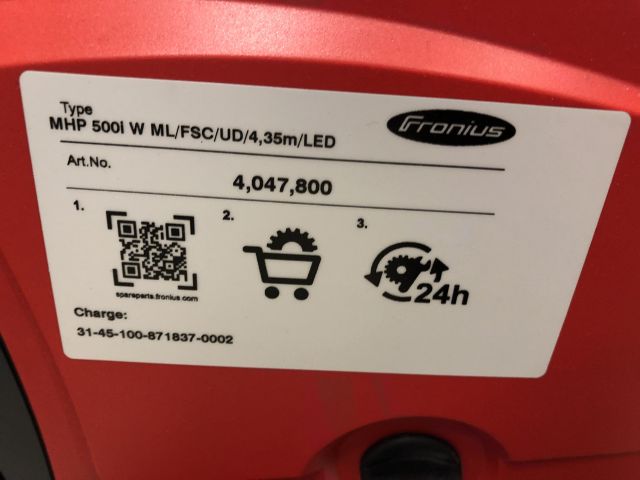 Type
MHP 500i W ML/FSC/UD/4,35m/LED
Fronius
Art.No.
4,047,800
1.
2.
3.
24h
spareparts.fronius.com
Charge:
31-45-100-871837-0002